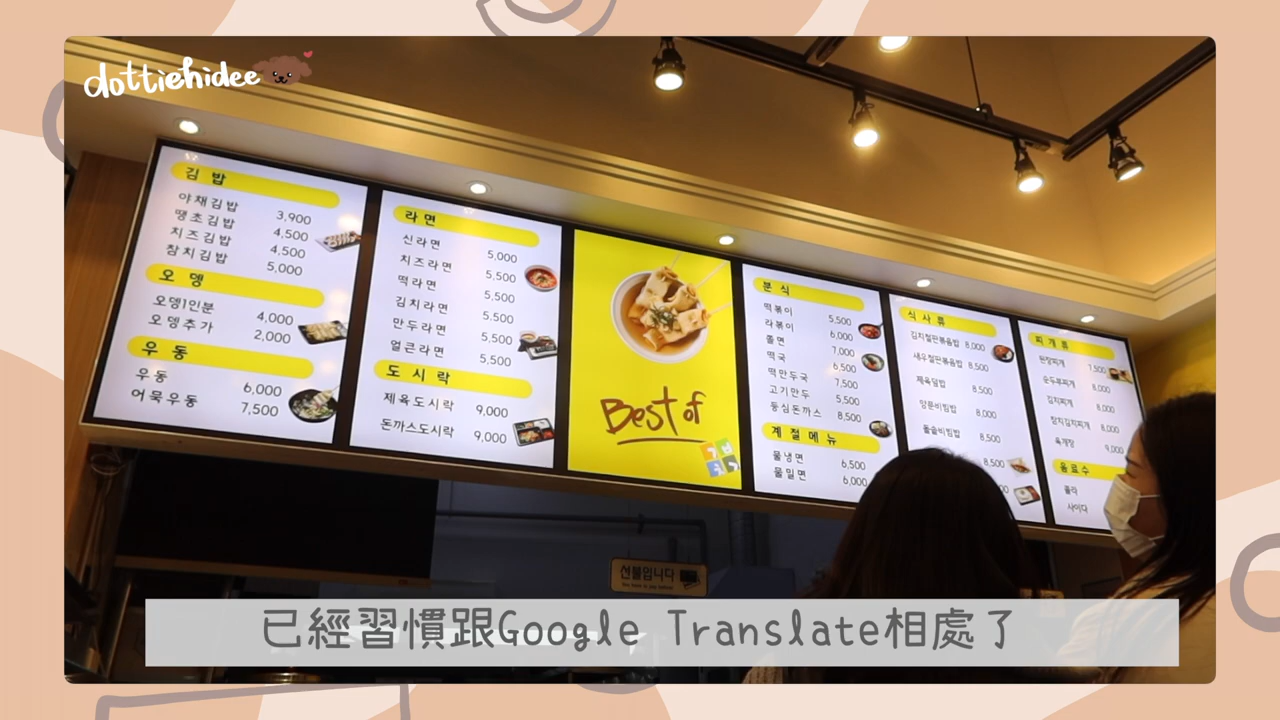 dottiehidee
김밥
야채김밥 3,900
땡초김밥 4,500
치즈김밥 4,500
참치김밥 5,000
오뎅
오뎅1인분 4,000
오뎅추가 2,000
우동
우동 6,000
어묵우동 7,500
라면
신라면 5,000
치즈라면 5,500
떡라면 5,500
김치라면 5,500
만두라면 5,500
얼큰라면 5,500
도시락
제육도시락 9,000
돈까스도시락 9,000
Best of
분식
떡볶이 5,500
라볶이 6,000
쫄면 7,000
떡국 6,500
떡만두국 7,500
고기만두 5,500
등심돈까스 8,500
계절메뉴
물냉면 6,500
물밀면 6,000
식사류
김치철판볶음밥 8,000
새우철판볶음밥 8,500
제육덮밥 8,500
8,000
돌솥비빔밥 8,500
8,500
찌개류
된장찌개 7,500
순두부찌개 8,000
김치찌개 8,000
참치김치찌개 8,000
육개장 9,000
음료수
콜라
사이다
선불입니다
已經習慣跟Google Translate相處了